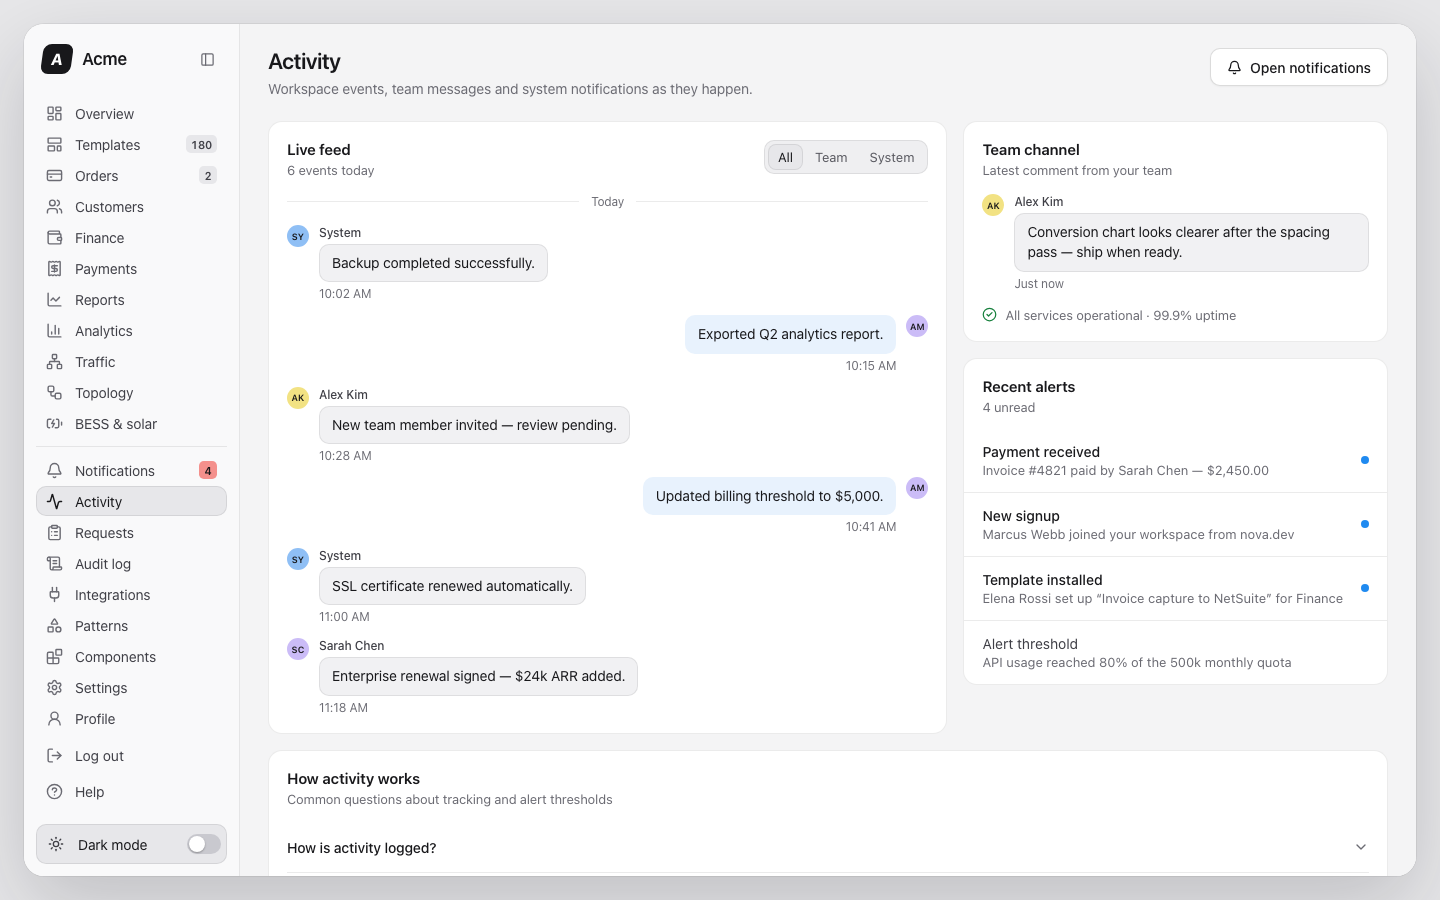 A Acme
Overview
Templates 180
Orders 2
Customers
Finance
Payments
Reports
Analytics
Traffic
Topology
BESS & solar
Notifications 4
Activity
Requests
Audit log
Integrations
Patterns
Components
Settings
Profile
Log out
Help
Dark mode
Activity
Workspace events, team messages and system notifications as they happen.
Open notifications
Live feed
6 events today
All Team System
Today
SY System
Backup completed successfully.
10:02 AM
Exported Q2 analytics report. AM
10:15 AM
AK Alex Kim
New team member invited — review pending.
10:28 AM
Updated billing threshold to $5,000. AM
10:41 AM
SY System
SSL certificate renewed automatically.
11:00 AM
SC Sarah Chen
Enterprise renewal signed — $24k ARR added.
11:18 AM
Team channel
Latest comment from your team
AK Alex Kim
Conversion chart looks clearer after the spacing
pass — ship when ready.
Just now
All services operational · 99.9% uptime
Recent alerts
4 unread
Payment received
Invoice #4821 paid by Sarah Chen — $2,450.00
New signup
Marcus Webb joined your workspace from nova.dev
Template installed
Elena Rossi set up “Invoice capture to NetSuite” for Finance
Alert threshold
API usage reached 80% of the 500k monthly quota
How activity works
Common questions about tracking and alert thresholds
How is activity logged?